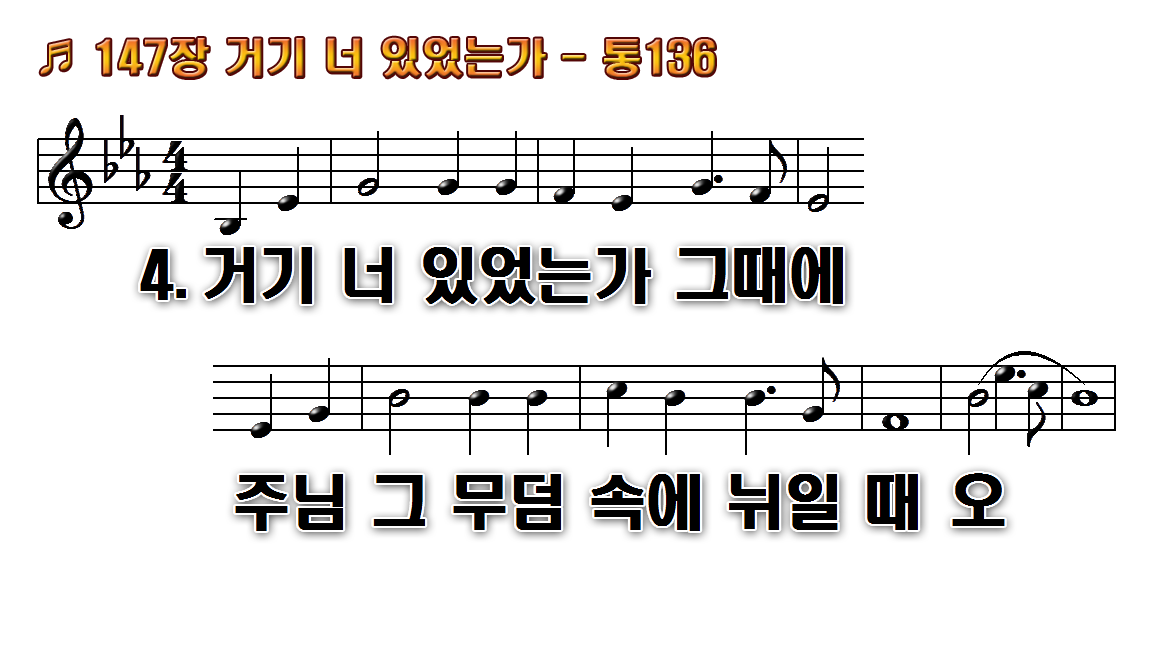 ♬ 147장 거기 너 있었는가 - 통136
4. 거기 너 있었는가 그때에
주님 그 무덤 속에 뉘일 때 오